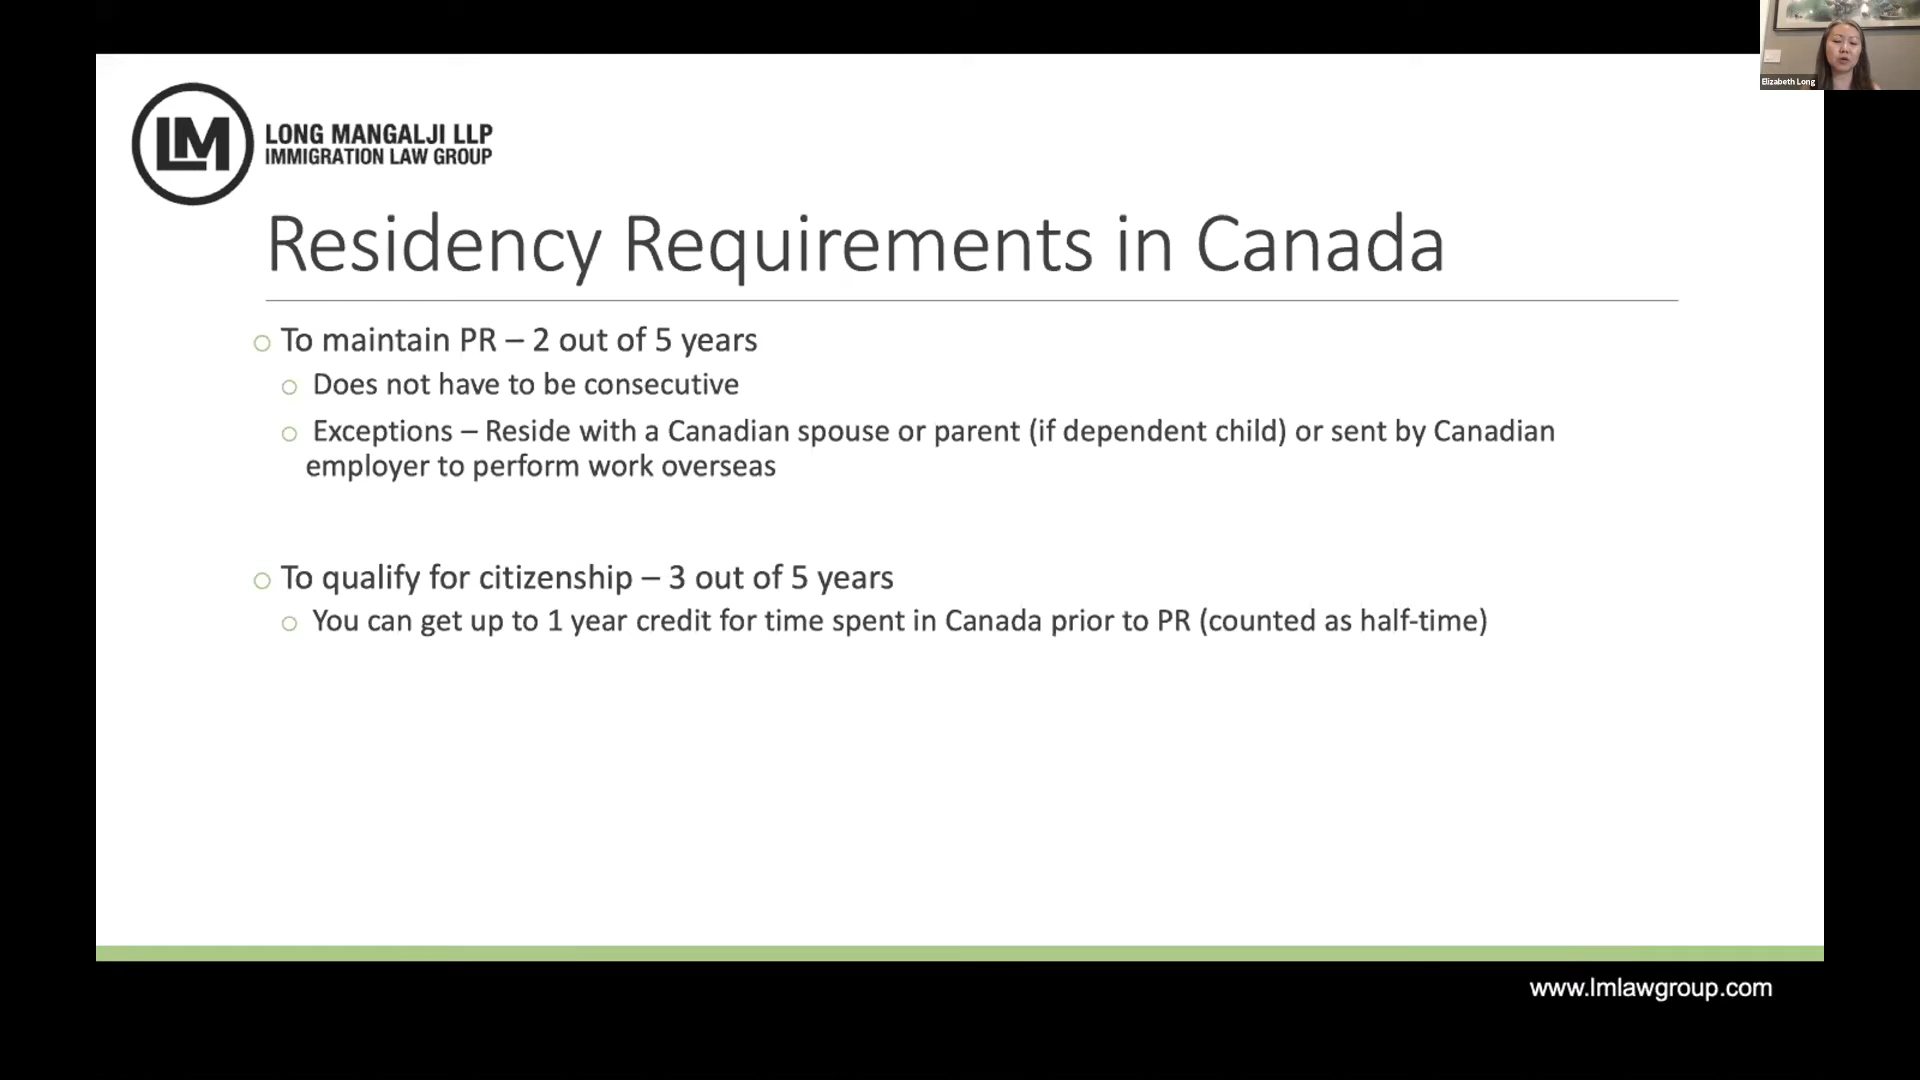 Elizabeth Long
LM
LONG MANGALJI LLP
IMMIGRATION LAW GROUP
Residency Requirements in Canada
To maintain PR – 2 out of 5 years
Does not have to be consecutive
Exceptions – Reside with a Canadian spouse or parent (if dependent child) or sent by Canadian
employer to perform work overseas
To qualify for citizenship – 3 out of 5 years
You can get up to 1 year credit for time spent in Canada prior to PR (counted as half-time)
www.lmlawgroup.com